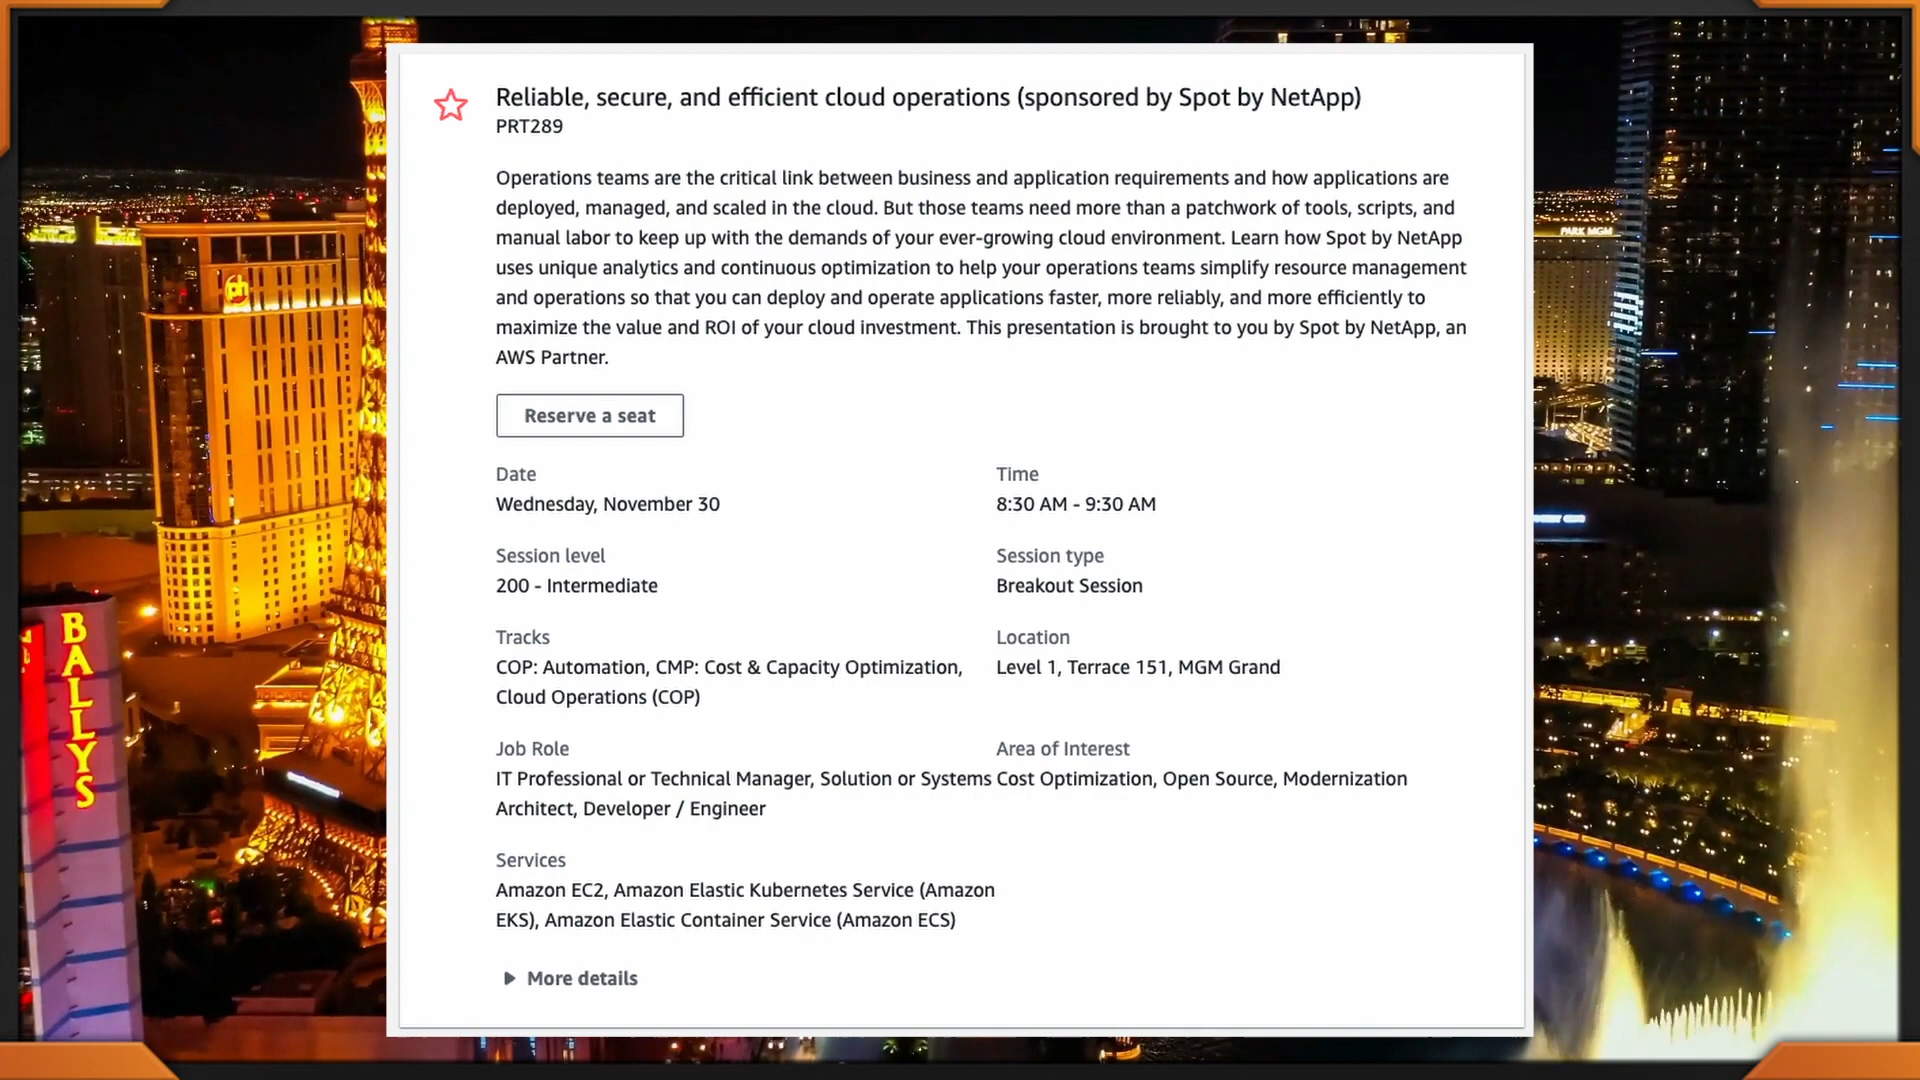 Reliable, secure, and efficient cloud operations (sponsored by Spot by NetApp)
PRT289
Operations teams are the critical link between business and application requirements and how applications are
deployed, managed, and scaled in the cloud. But those teams need more than a patchwork of tools, scripts, and
manual labor to keep up with the demands of your ever-growing cloud environment. Learn how Spot by NetApp
uses unique analytics and continuous optimization to help your operations teams simplify resource management
and operations so that you can deploy and operate applications faster, more reliably, and more efficiently to
maximize the value and ROI of your cloud investment. This presentation is brought to you by Spot by NetApp, an
AWS Partner.
Reserve a seat
Date
Wednesday, November 30
Time
8:30 AM - 9:30 AM
Session level
200 - Intermediate
Session type
Breakout Session
Tracks
COP: Automation, CMP: Cost & Capacity Optimization,
Cloud Operations (COP)
Location
Level 1, Terrace 151, MGM Grand
Job Role
IT Professional or Technical Manager, Solution or Systems
Architect, Developer / Engineer
Area of Interest
Cost Optimization, Open Source, Modernization
Services
Amazon EC2, Amazon Elastic Kubernetes Service (Amazon
EKS), Amazon Elastic Container Service (Amazon ECS)
More details
ph
BALLYS
PARK MGM